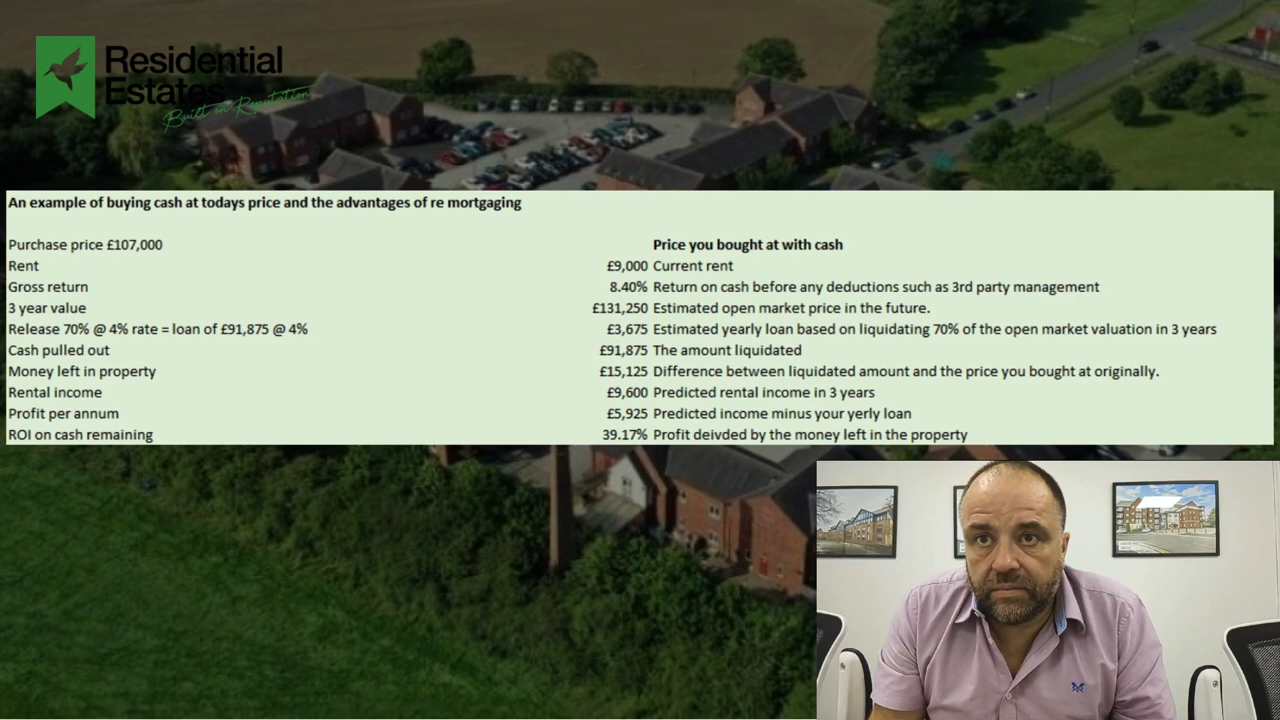 Residential
Estates
Built on Reputation
An example of buying cash at todays price and the advantages of re mortgaging
Purchase price £107,000 Price you bought at with cash
Rent £9,000 Current rent
Gross return 8.40% Return on cash before any deductions such as 3rd party management
3 year value £131,250 Estimated open market price in the future.
Release 70% @ 4% rate = loan of £91,875 @ 4% £3,675 Estimated yearly loan based on liquidating 70% of the open market valuation in 3 years
Cash pulled out £91,875 The amount liquidated
Money left in property £15,125 Difference between liquidated amount and the price you bought at originally.
Rental income £9,600 Predicted rental income in 3 years
Profit per annum £5,925 Predicted income minus your yerly loan
ROI on cash remaining 39.17% Profit deivded by the money left in the property